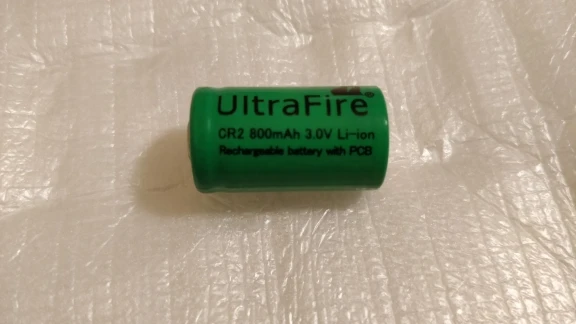 UltraFire
CR2 800mAh 3.0V Li-ion
Rechargeable battery with PCB